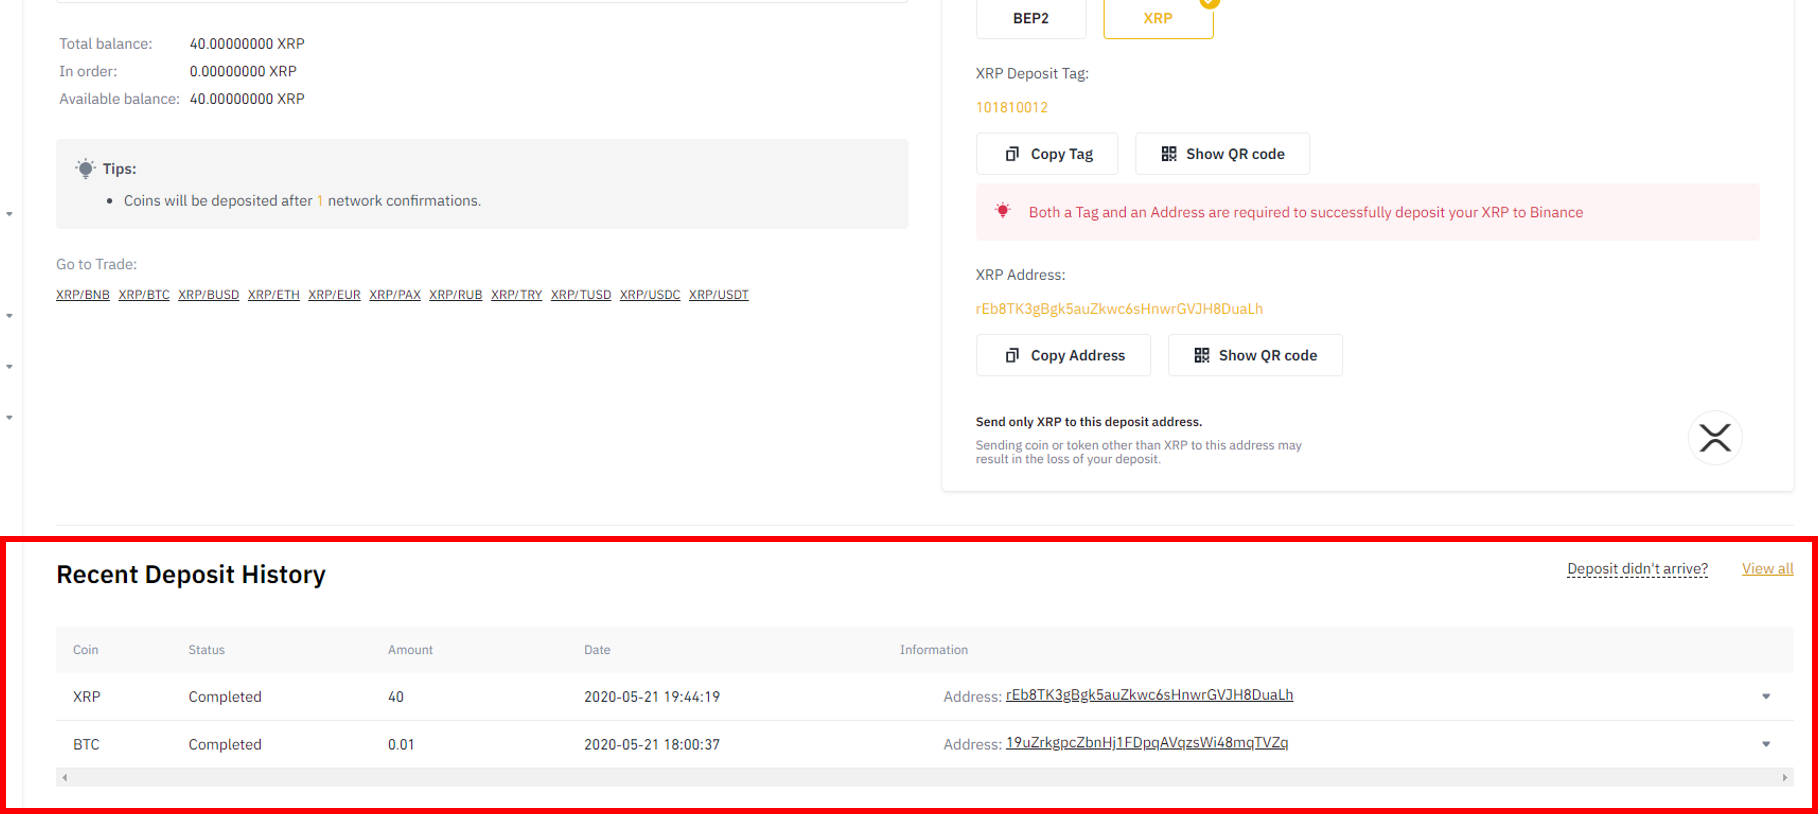 Total balance: 40.00000000 XRP
In order: 0.00000000 XRP
Available balance: 40.00000000 XRP
Tips:
• Coins will be deposited after 1 network confirmations.
Go to Trade:
XRP/BNB XRP/BTC XRP/BUSD XRP/ETH XRP/EUR XRP/PAX XRP/RUB XRP/TRY XRP/TUSD XRP/USDC XRP/USDT
BEP2 XRP
XRP Deposit Tag:
101810012
Copy Tag Show QR code
Both a Tag and an Address are required to successfully deposit your XRP to Binance
XRP Address:
rEb8TK3gBgk5auZkwc6sHnwrGVJH8DuaLh
Copy Address Show QR code
Send only XRP to this deposit address.
Sending coin or token other than XRP to this address may
result in the loss of your deposit.
Recent Deposit History Deposit didn't arrive? View all
Coin Status Amount Date Information
XRP Completed 40 2020-05-21 19:44:19 Address: rEb8TK3gBgk5auZkwc6sHnwrGVJH8DuaLh
BTC Completed 0.01 2020-05-21 18:00:37 Address: 19uZrkgpcZbnHj1FDpqAVqzsWi48mqTVZq